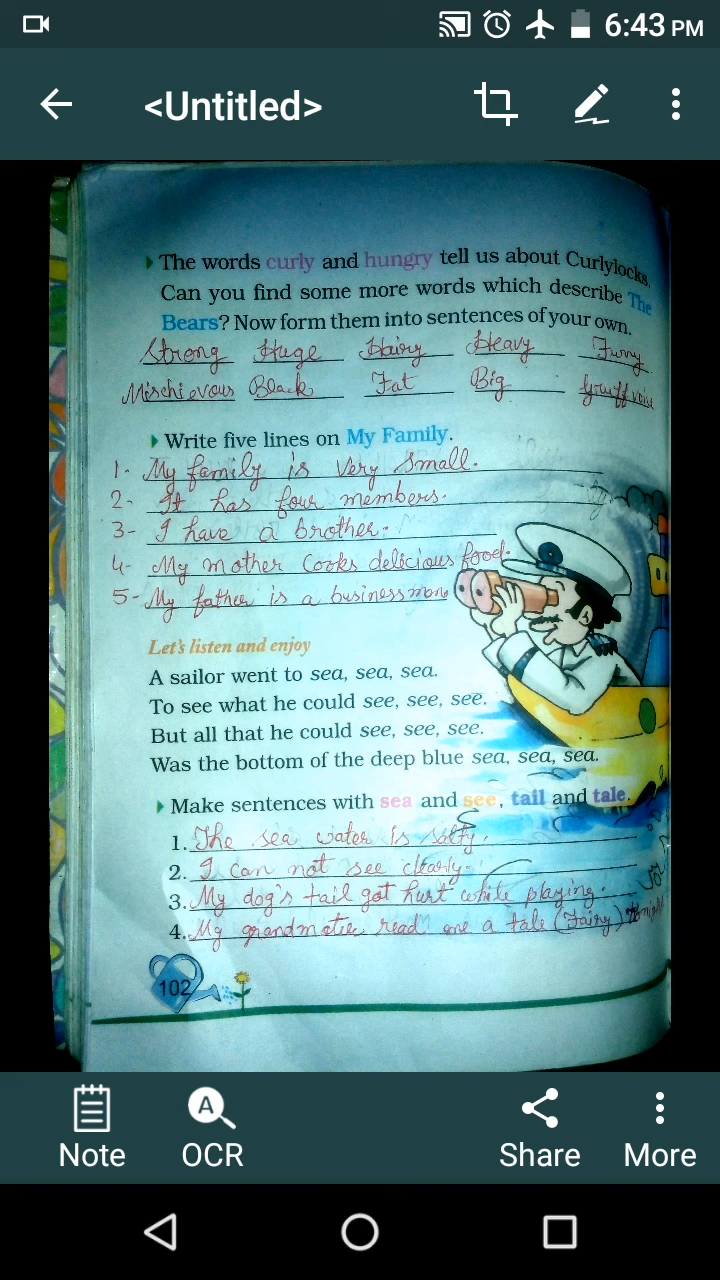 6:43 PM
<Untitled>
The words curly and hungry tell us about Curlylocks.
Can you find some more words which describe The
Bears? Now form them into sentences of your own.
Strong Huge Hairy Heavy Furry
Mischievous Black Fat Big Gruff voice
Write five lines on My Family.
1- My family is very small.
2- It has four members.
3- I have a brother.
4- My mother cooks delicious food.
5- My father is a business man
Let's listen and enjoy
A sailor went to sea, sea, sea.
To see what he could see, see, see.
But all that he could see, see, see.
Was the bottom of the deep blue sea, sea, sea.
Make sentences with sea and see, tail and tale.
1. The sea water is salty.
2. I can not see clearly.
3. My dog's tail got hurt while playing.
4. My read me a tale (Fairy) tonight
102
A
Note OCR Share More